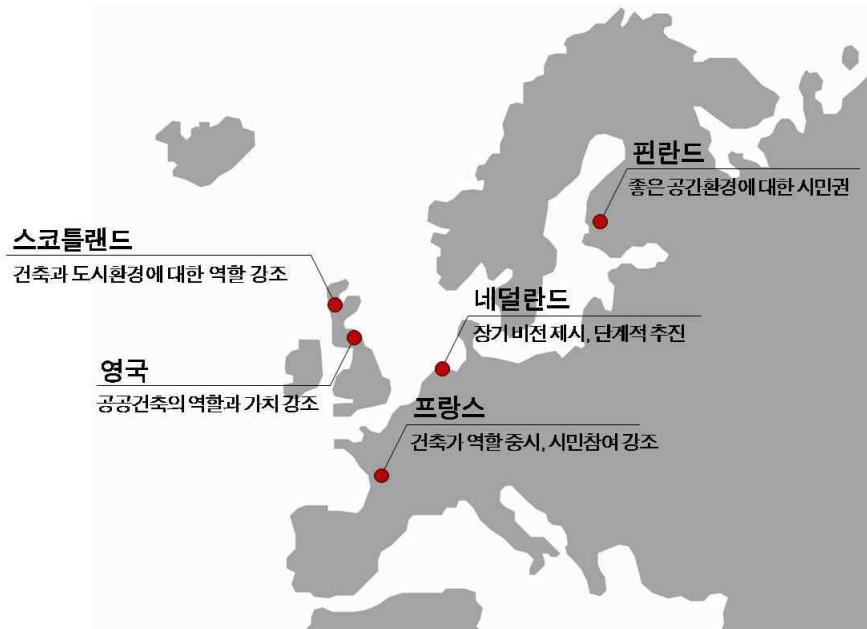 핀란드
좋은 공간환경에 대한 시민권
스코틀랜드
건축과 도시환경에 대한 역할 강조
네덜란드
장기 비전 제시, 단계적 추진
영국
공공건축의 역할과 가치 강조
프랑스
건축가 역할 중시, 시민참여 강조